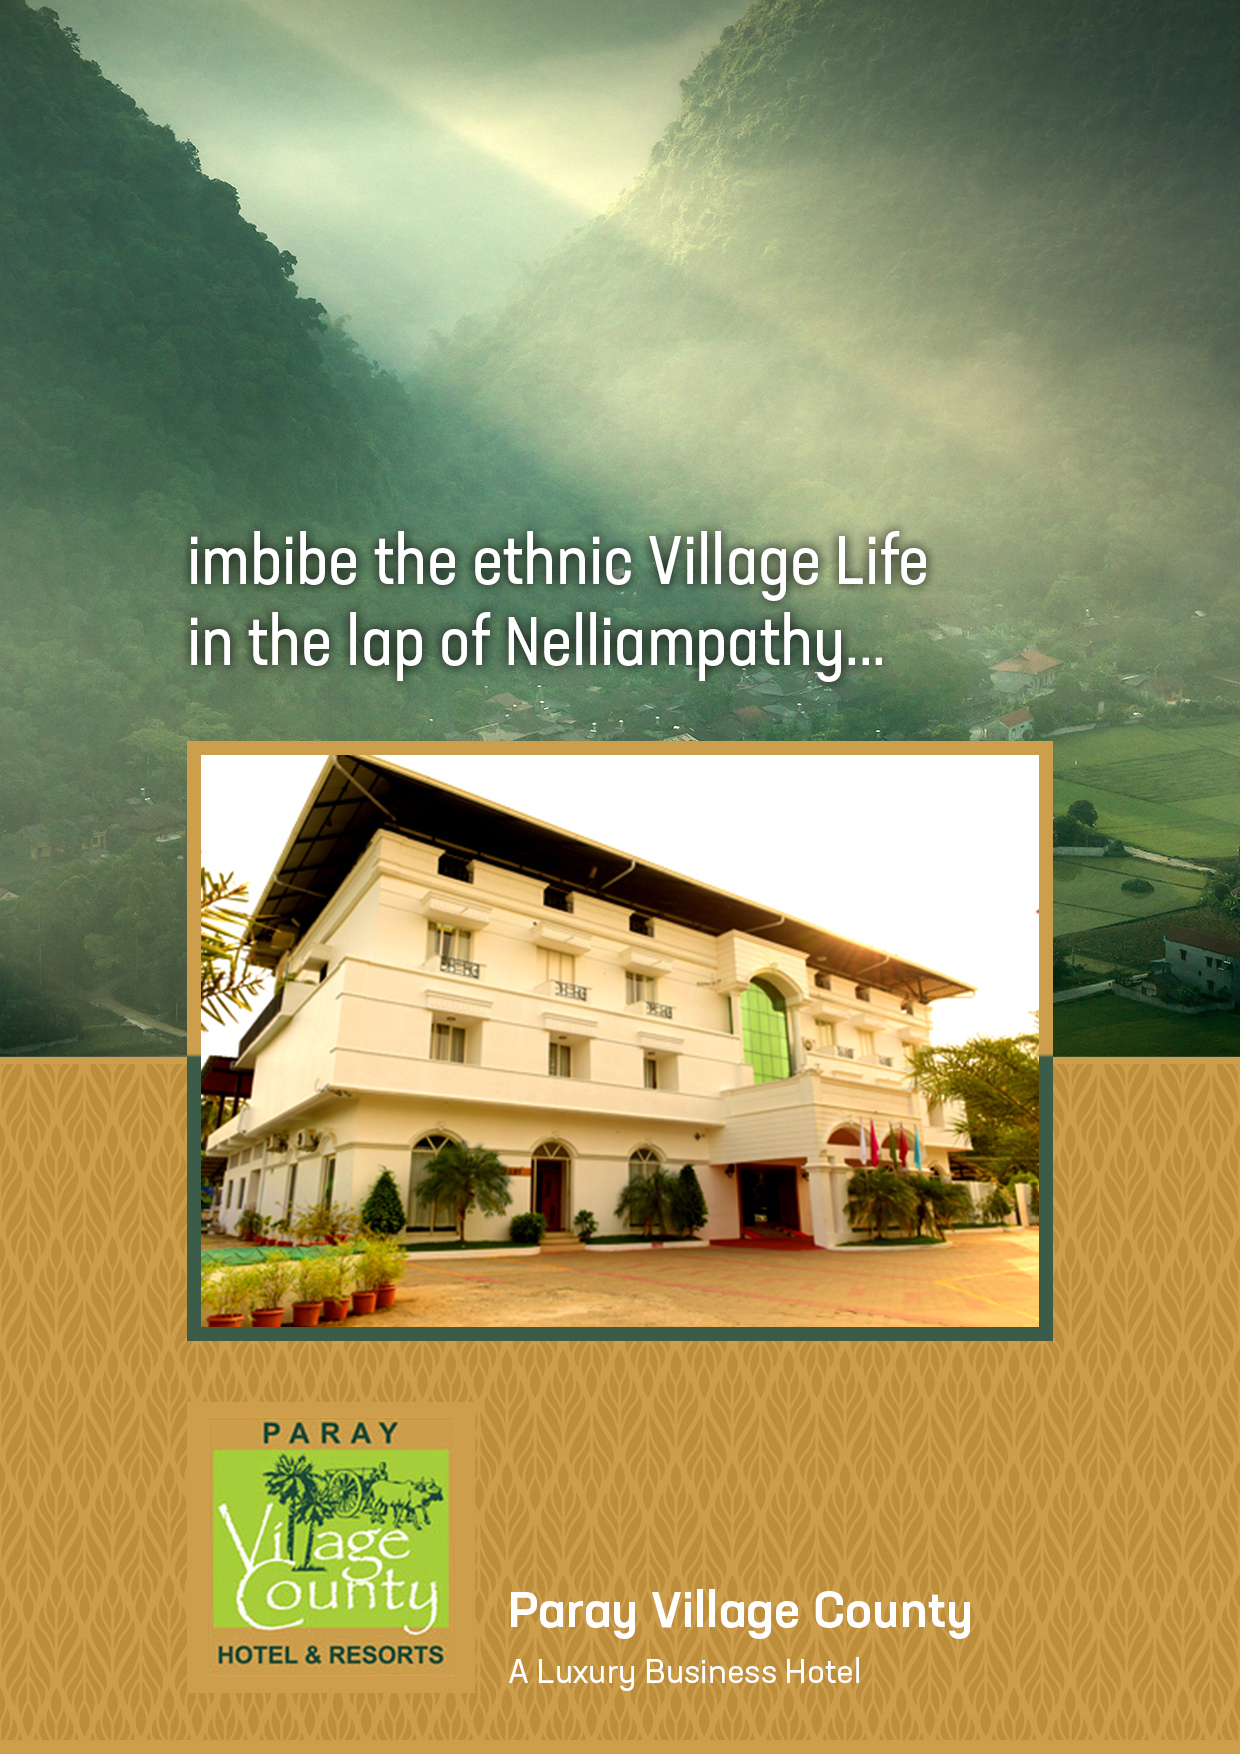 imbibe the ethnic Village Life
in the lap of Nelliampathy...
PARAY
Village
County
HOTEL & RESORTS
Paray Village County
A Luxury Business Hotel